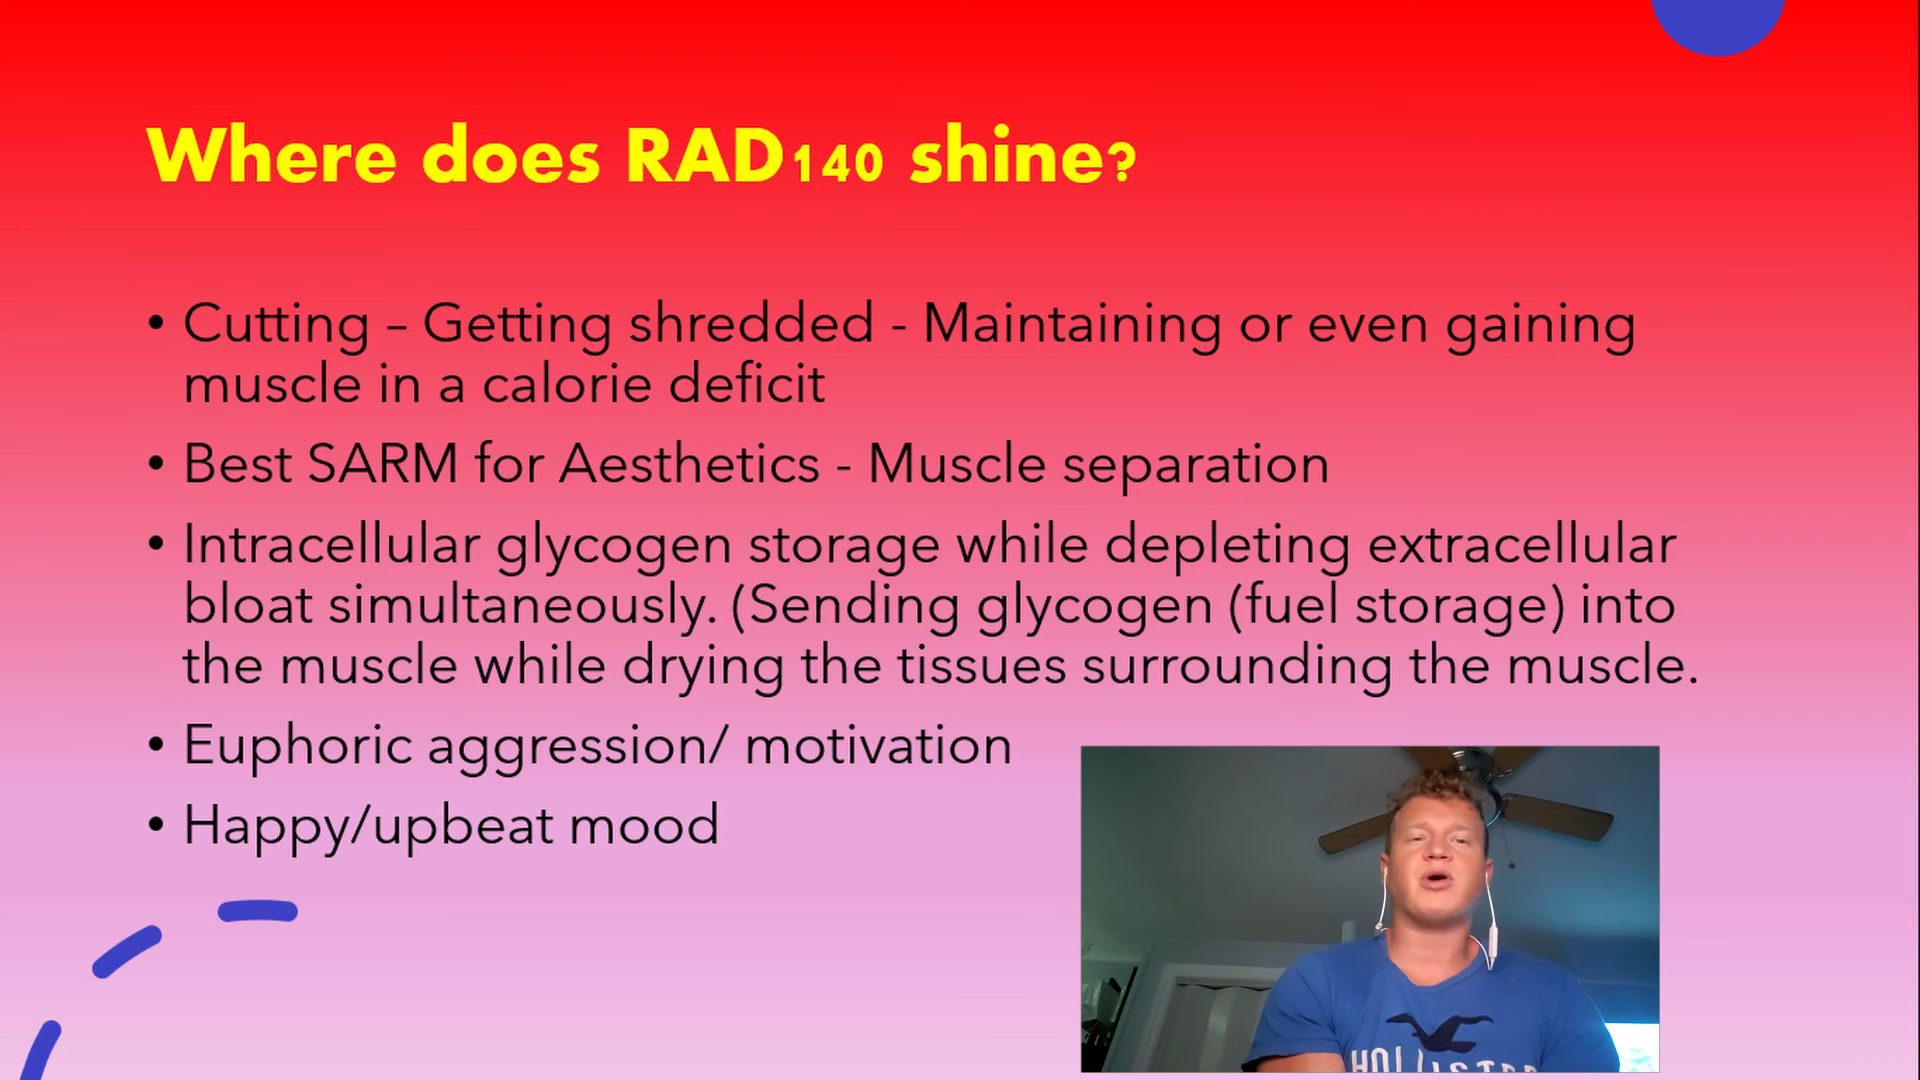 Where does RAD140 shine?
• Cutting – Getting shredded - Maintaining or even gaining
muscle in a calorie deficit
• Best SARM for Aesthetics - Muscle separation
• Intracellular glycogen storage while depleting extracellular
bloat simultaneously. (Sending glycogen (fuel storage) into
the muscle while drying the tissues surrounding the muscle.
• Euphoric aggression/ motivation
• Happy/upbeat mood
HOLLISTER